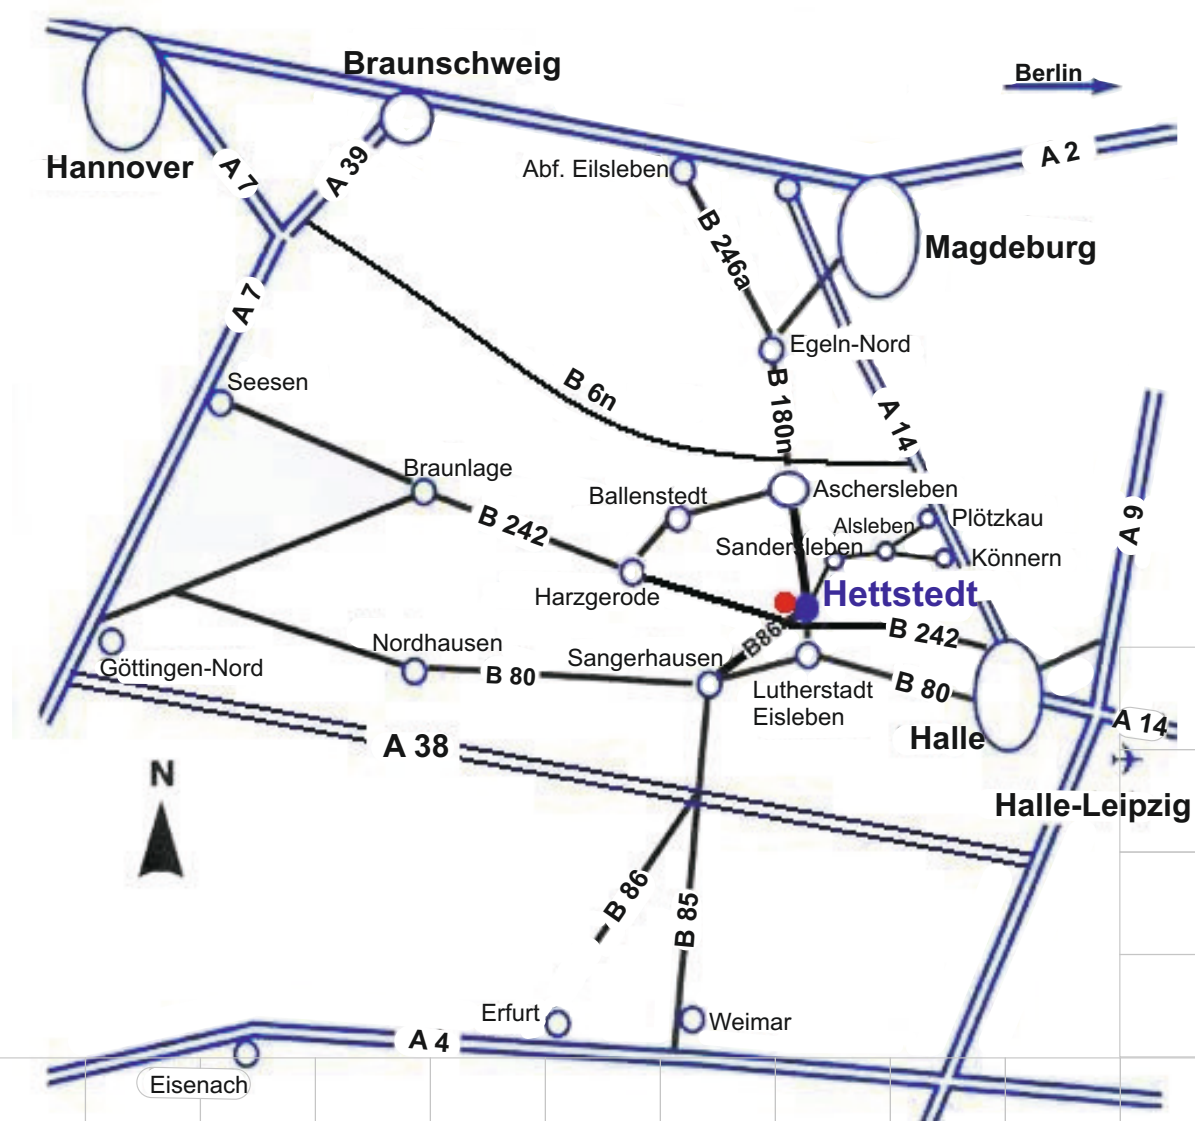 Braunschweig
Berlin
Hannover
A 7
A 39
Abf. Eilsleben
A 2
Magdeburg
B 246a
A 7
Egeln-Nord
Seesen
B 6n
B 180n
A 14
Braunlage
Ballenstedt
Aschersleben
B 242
Alsleben
Plötzkau
A 9
Sandersleben
Könnern
Harzgerode
Hettstedt
B 242
B86
Nordhausen
Sangerhausen
Göttingen-Nord
B 80
Lutherstadt
Eisleben
B 80
A 14
Halle
A 38
N
Halle-Leipzig
B 86
B 85
Erfurt
Weimar
A 4
Eisenach